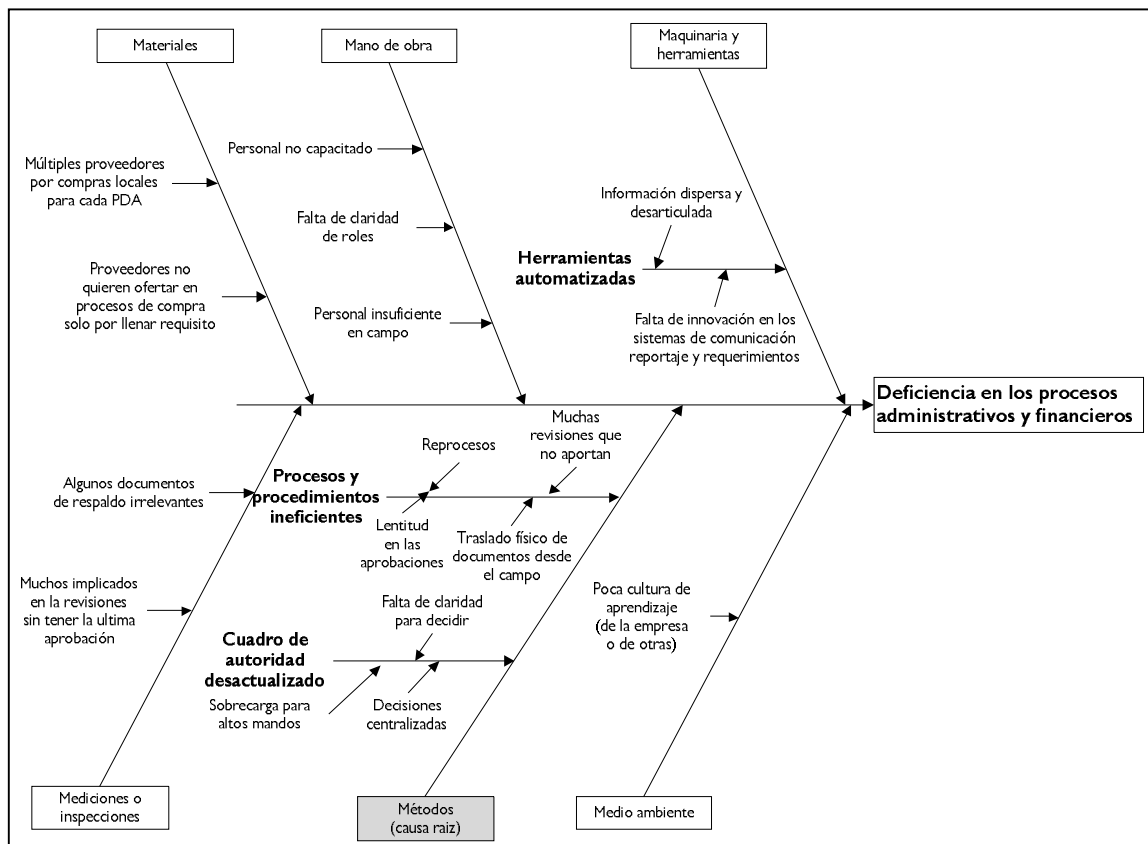 Materiales
Mano de obra
Maquinaria y
herramientas
Múltiples proveedores
por compras locales
para cada PDA
Proveedores no
quieren ofertar en
procesos de compra
solo por llenar requisito
Personal no capacitado
Falta de claridad
de roles
Personal insuficiente
en campo
Información dispersa y
desarticulada
Herramientas
automatizadas
Falta de innovación en los
sistemas de comunicación
reportaje y requerimientos
Deficiencia en los procesos
administrativos y financieros
Algunos documentos
de respaldo irrelevantes
Muchos implicados
en la revisiones
sin tener la ultima
aprobación
Procesos y
procedimientos
ineficientes
Reprocesos
Muchas
revisiones que
no aportan
Lentitud
en las
aprobaciones
Traslado físico de
documentos desde
el campo
Cuadro de
autoridad
desactualizado
Falta de claridad
para decidir
Sobrecarga para
altos mandos
Decisiones
centralizadas
Poca cultura de
aprendizaje
(de la empresa
o de otras)
Mediciones o
inspecciones
Métodos
(causa raiz)
Medio ambiente